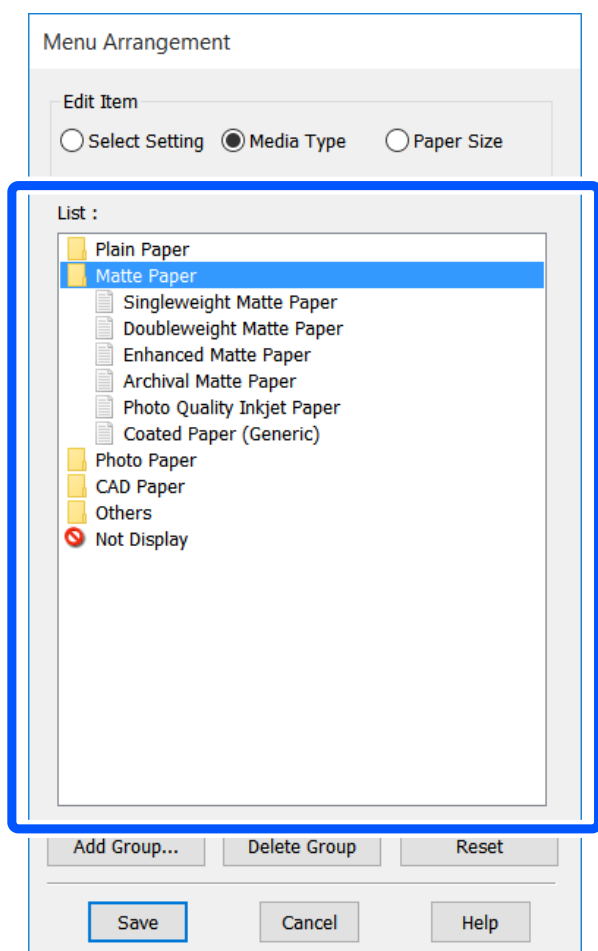 Menu Arrangement
Edit Item
Select Setting Media Type Paper Size
List :
Plain Paper
Matte Paper
Singleweight Matte Paper
Doubleweight Matte Paper
Enhanced Matte Paper
Archival Matte Paper
Photo Quality Inkjet Paper
Coated Paper (Generic)
Photo Paper
CAD Paper
Others
Not Display
Add Group... Delete Group Reset
Save Cancel Help